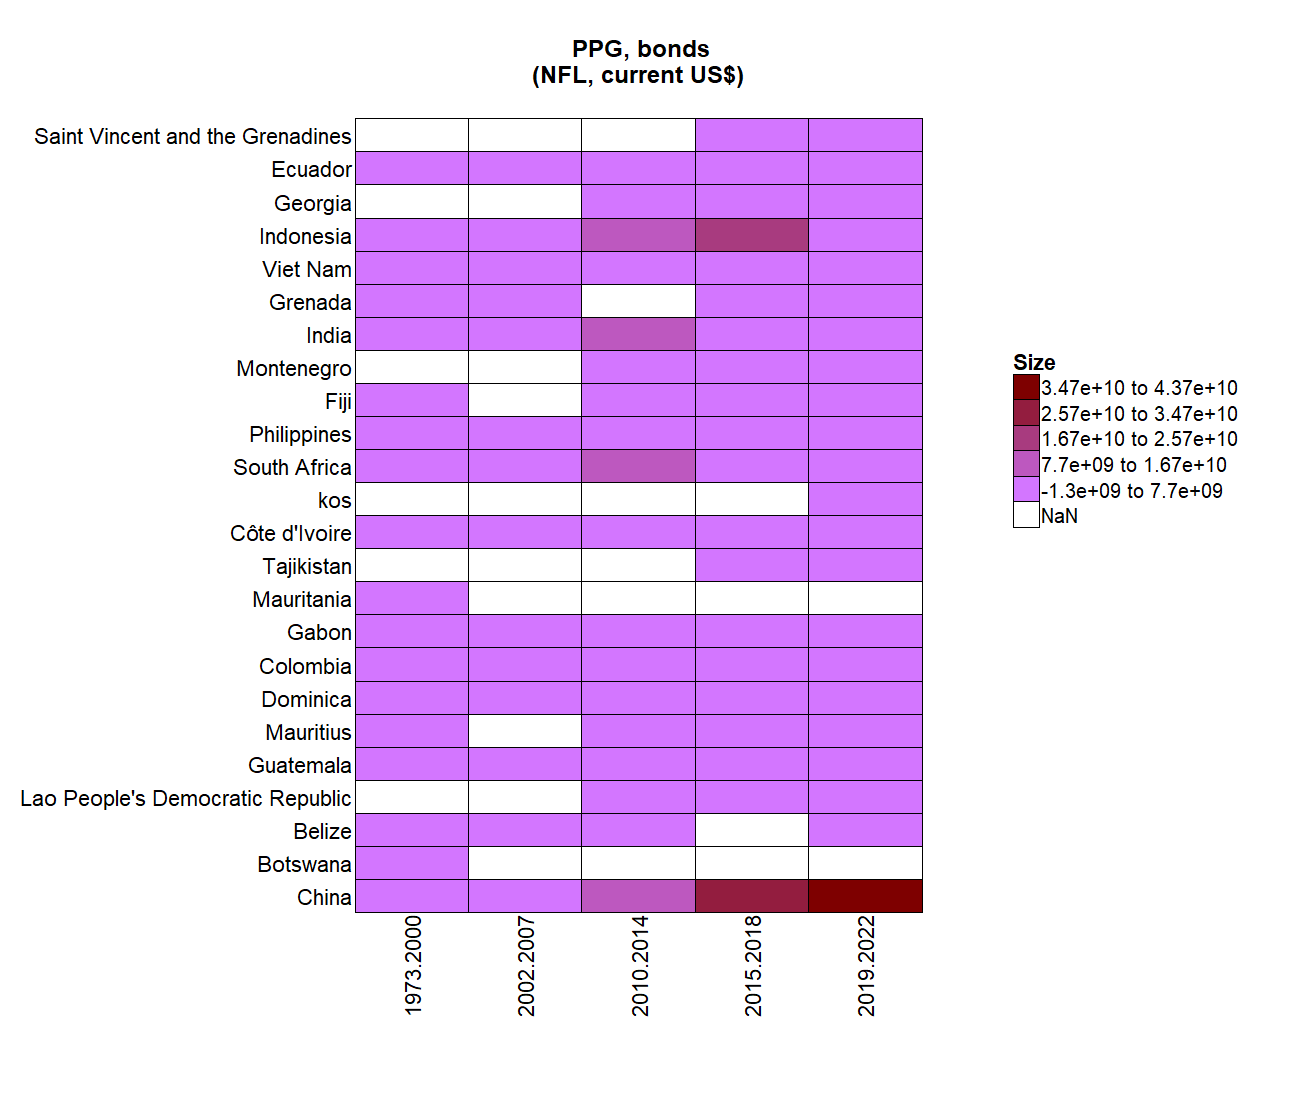 PPG, bonds
(NFL, current US$)
Saint Vincent and the Grenadines
Ecuador
Georgia
Indonesia
Viet Nam
Grenada
India
Montenegro
Fiji
Philippines
South Africa
kos
Côte d'Ivoire
Tajikistan
Mauritania
Gabon
Colombia
Dominica
Mauritius
Guatemala
Lao People's Democratic Republic
Belize
Botswana
China
1973.2000
2002.2007
2010.2014
2015.2018
2019.2022
Size
3.47e+10 to 4.37e+10
2.57e+10 to 3.47e+10
1.67e+10 to 2.57e+10
7.7e+09 to 1.67e+10
-1.3e+09 to 7.7e+09
NaN